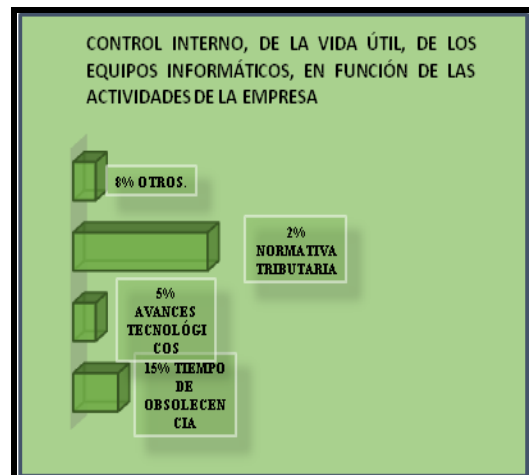 CONTROL INTERNO, DE LA VIDA ÚTIL, DE LOS
EQUIPOS INFORMÁTICOS, EN FUNCIÓN DE LAS
ACTIVIDADES DE LA EMPRESA
8% OTROS.
2%
NORMATIVA
TRIBUTARIA
5%
AVANCES
TECNOLÓGI
COS
15% TIEMPO
DE
OBSOLECEN
CIA